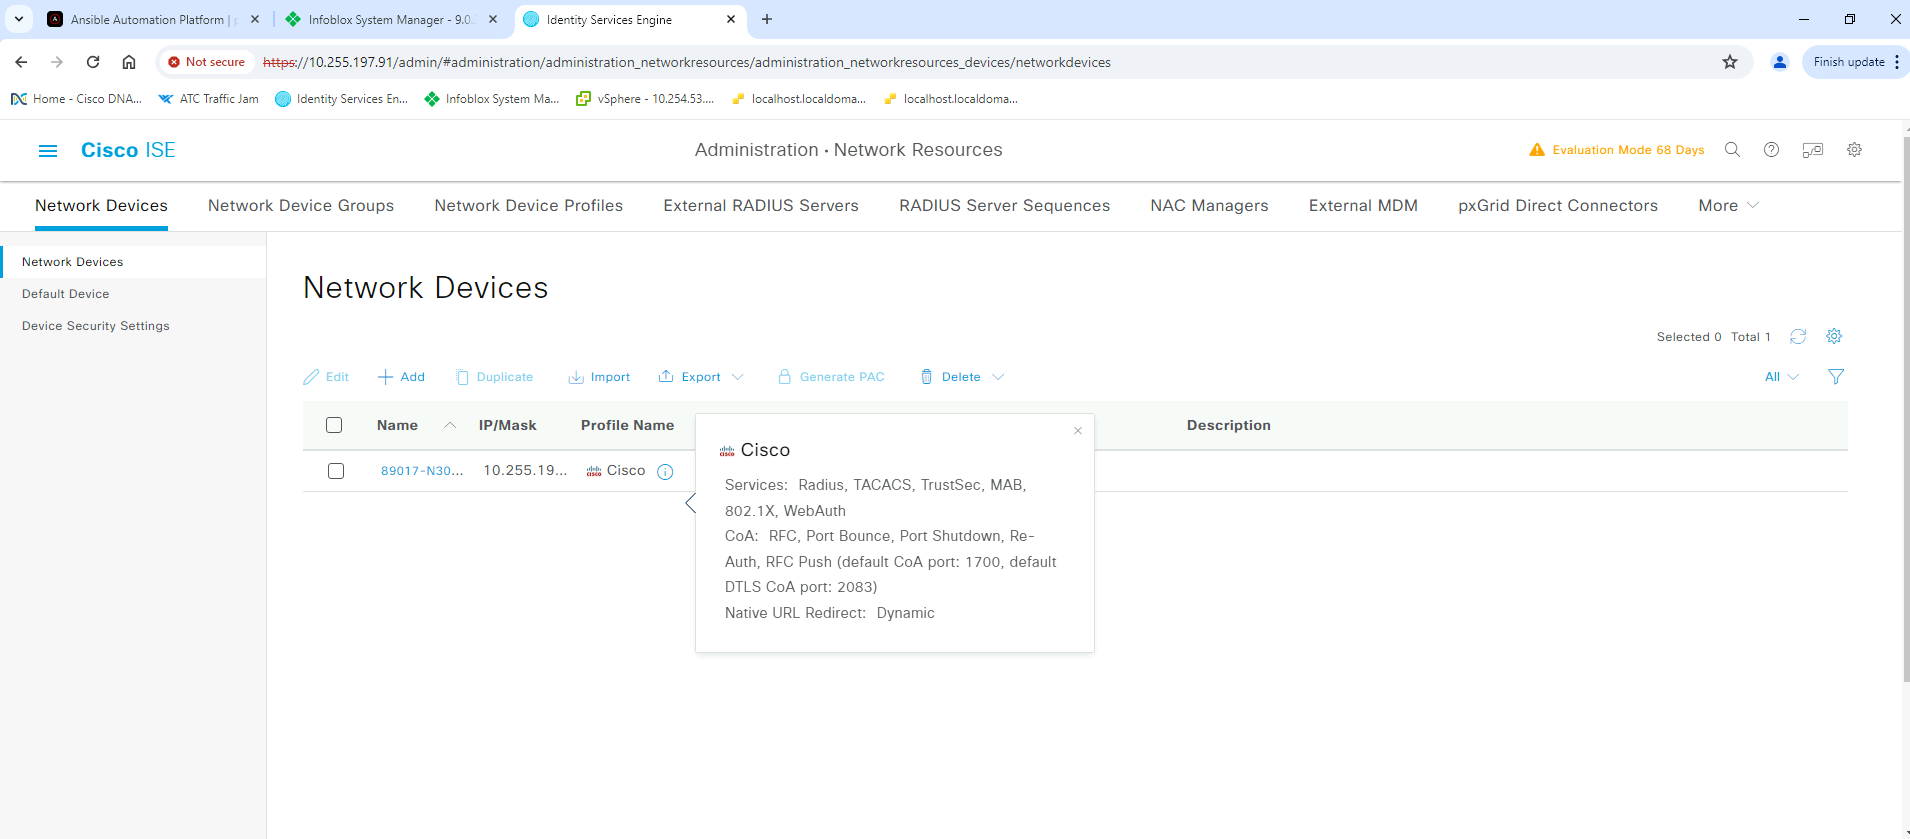 Ansible Automation Platform |
Infoblox System Manager - 9.0.
Identity Services Engine
Not secure
https://10.255.197.91/admin/#administration/administration_networkresources/administration_networkresources_devices/networkdevices
Finish update
Home - Cisco DNA...
ATC Traffic Jam
Identity Services En...
Infoblox System Ma...
vSphere - 10.254.53....
localhost.localdoma...
localhost.localdoma...
Cisco ISE
Administration · Network Resources
Evaluation Mode 68 Days
Network Devices
Network Device Groups
Network Device Profiles
External RADIUS Servers
RADIUS Server Sequences
NAC Managers
External MDM
pxGrid Direct Connectors
More
Network Devices
Default Device
Device Security Settings
Network Devices
Selected 0 Total 1
Edit
Add
Duplicate
Import
Export
Generate PAC
Delete
All
Name
IP/Mask
Profile Name
Description
89017-N30...
10.255.19...
Cisco
Cisco
Services: Radius, TACACS, TrustSec, MAB,
802.1X, WebAuth
CoA: RFC, Port Bounce, Port Shutdown, Re-
Auth, RFC Push (default CoA port: 1700, default
DTLS CoA port: 2083)
Native URL Redirect: Dynamic